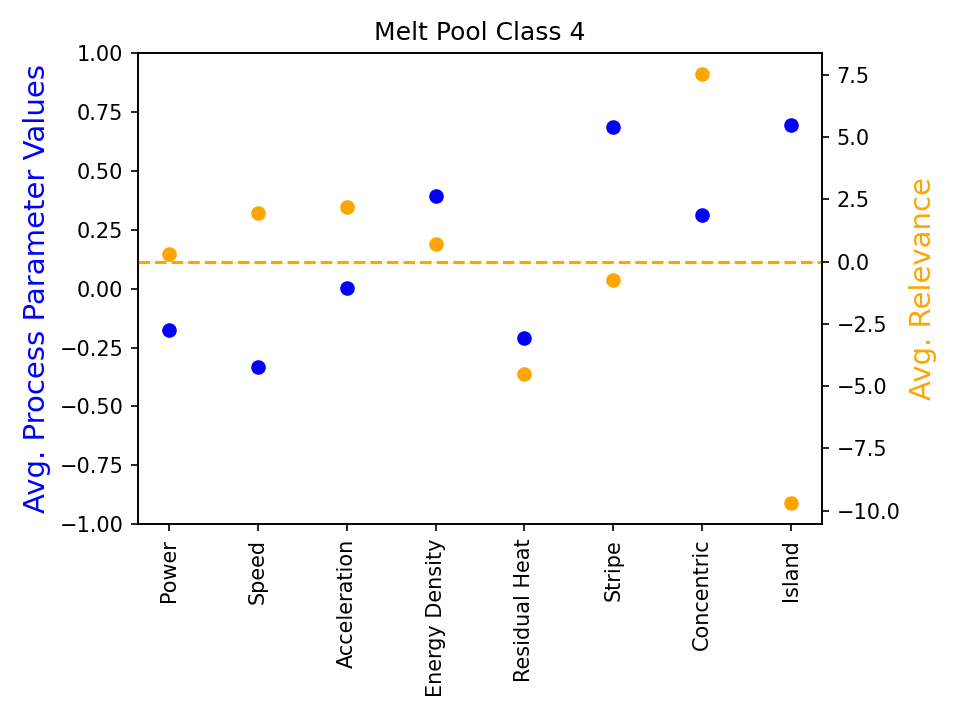 Melt Pool Class 4
Avg. Process Parameter Values
1.00
0.75
0.50
0.25
0.00
−0.25
−0.50
−0.75
−1.00
7.5
5.0
2.5
0.0
−2.5
−5.0
−7.5
−10.0
Avg. Relevance
Power
Speed
Acceleration
Energy Density
Residual Heat
Stripe
Concentric
Island